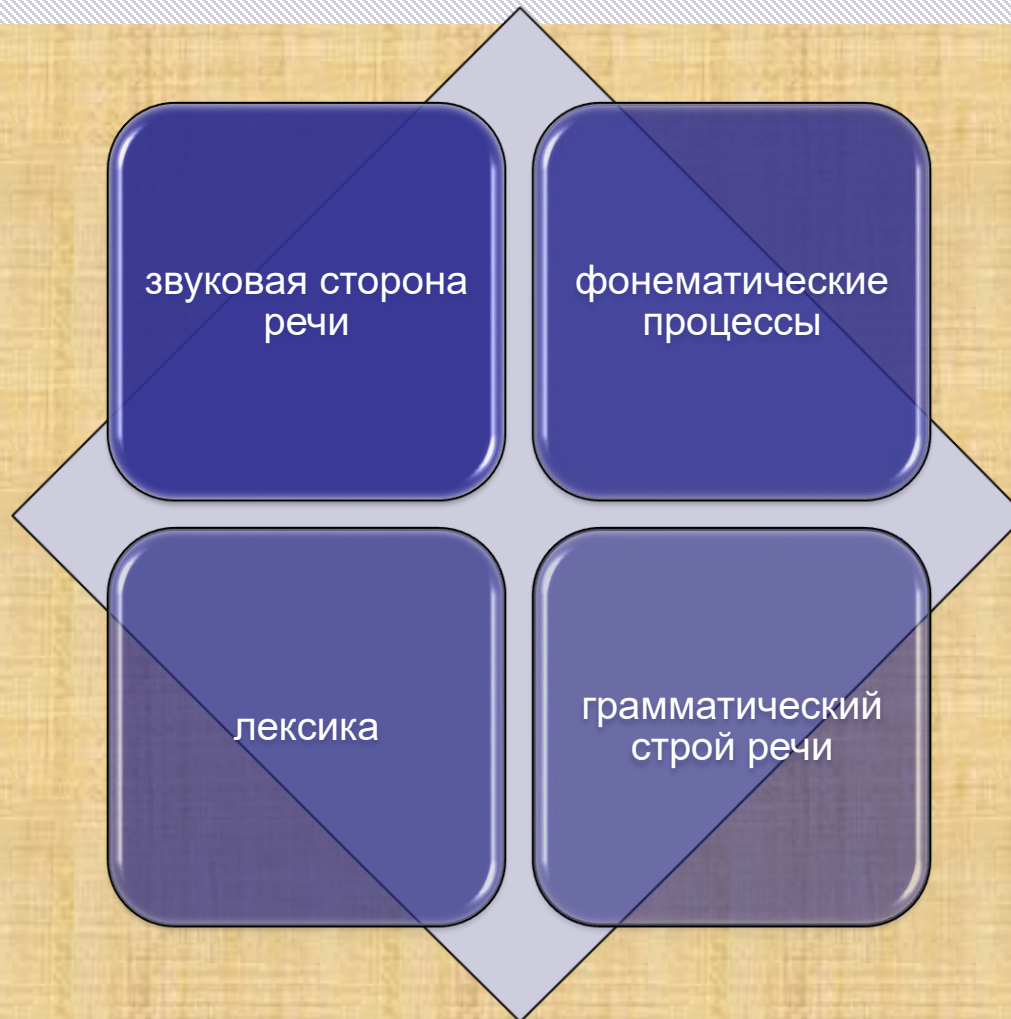 звуковая сторона
речи
фонематические
процессы
лексика
грамматический
строй речи